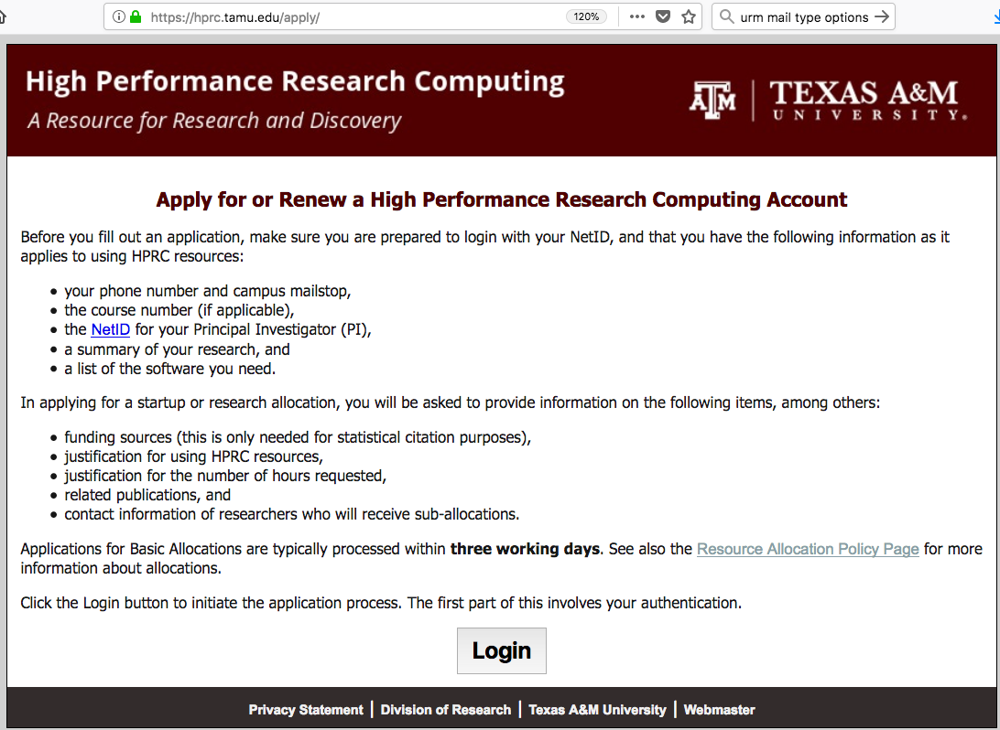 https://hprc.tamu.edu/apply/
120%
urm mail type options
High Performance Research Computing
A Resource for Research and Discovery
ATM
TEXAS A&M
UNIVERSITY.
Apply for or Renew a High Performance Research Computing Account
Before you fill out an application, make sure you are prepared to login with your NetID, and that you have the following information as it
applies to using HPRC resources:
• your phone number and campus mailstop,
• the course number (if applicable),
• the NetID for your Principal Investigator (PI),
• a summary of your research, and
• a list of the software you need.
In applying for a startup or research allocation, you will be asked to provide information on the following items, among others:
• funding sources (this is only needed for statistical citation purposes),
• justification for using HPRC resources,
• justification for the number of hours requested,
• related publications, and
• contact information of researchers who will receive sub-allocations.
Applications for Basic Allocations are typically processed within three working days. See also the Resource Allocation Policy Page for more
information about allocations.
Click the Login button to initiate the application process. The first part of this involves your authentication.
Login
Privacy Statement | Division of Research | Texas A&M University | Webmaster